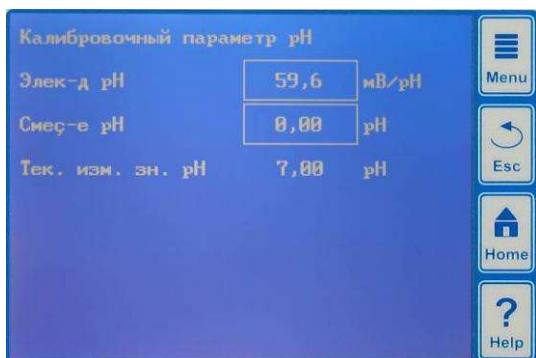 Калибровочный параметр pH
Элек-д pH 59,6 мВ/pH
Смещ-е pH 0,00 pH
Тек. изм. зн. pH 7,00 pH
Menu
Esc
Home
? Help